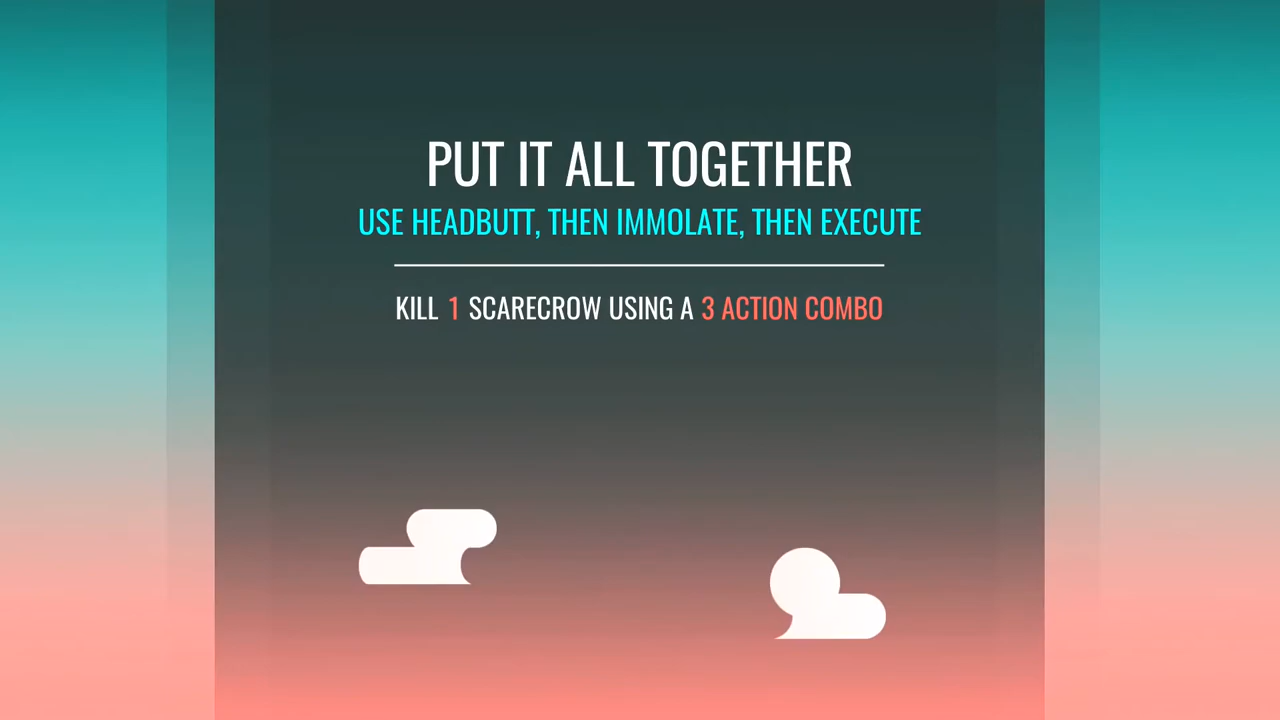 PUT IT ALL TOGETHER
USE HEADBUTT, THEN IMMOLATE, THEN EXECUTE
KILL 1 SCARECROW USING A 3 ACTION COMBO